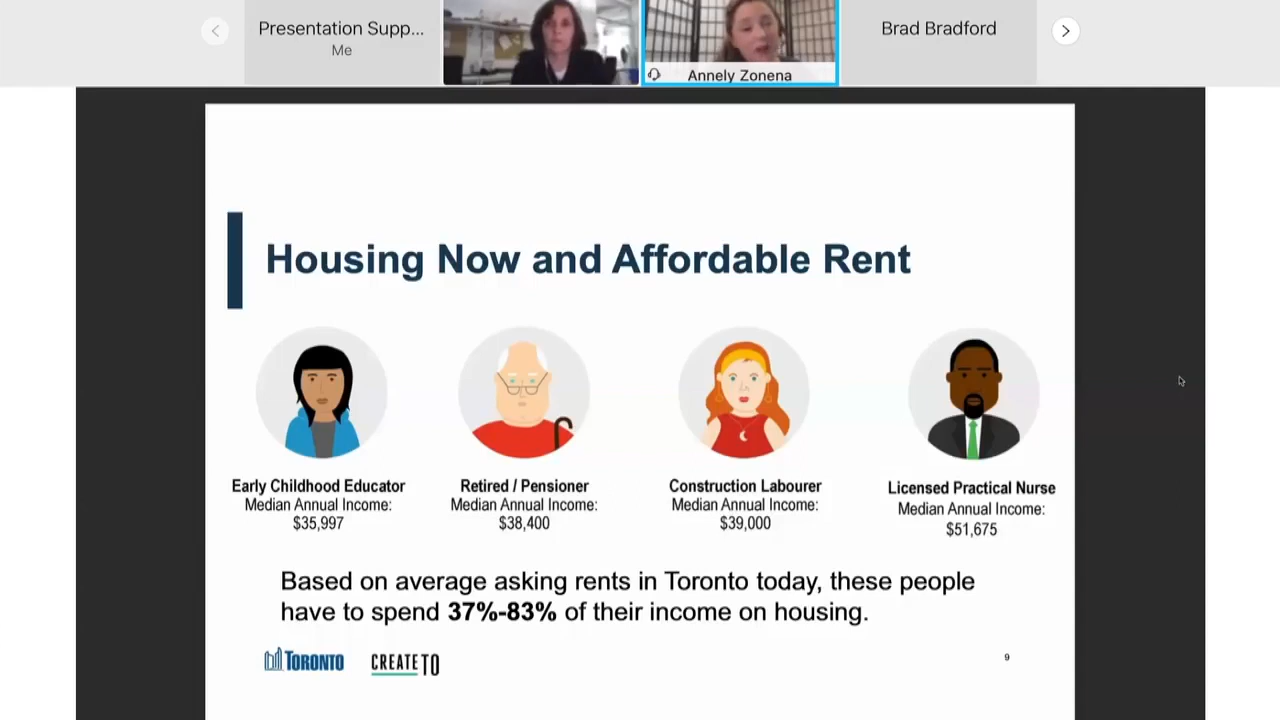 Presentation Supp...
Me
Annely Zonena
Brad Bradford
Housing Now and Affordable Rent
Early Childhood Educator
Median Annual Income:
$35,997
Retired / Pensioner
Median Annual Income:
$38,400
Construction Labourer
Median Annual Income:
$39,000
Licensed Practical Nurse
Median Annual Income:
$51,675
Based on average asking rents in Toronto today, these people
have to spend 37%-83% of their income on housing.
TORONTO
CREATETO
9